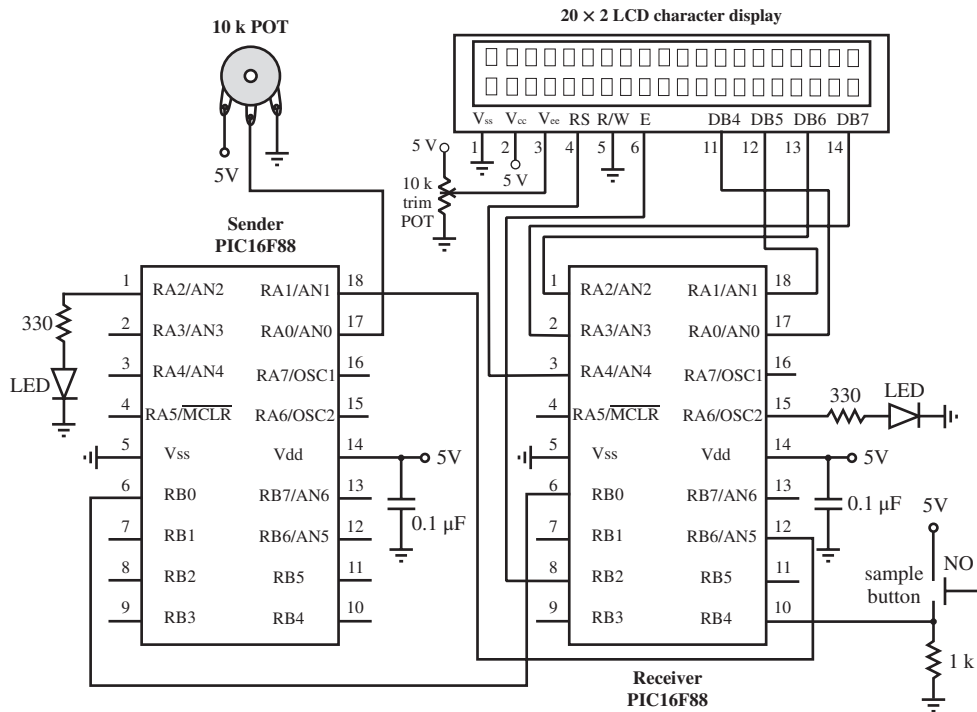 10 k POT
20 × 2 LCD character display
Vss Vcc Vee RS R/W E DB4 DB5 DB6 DB7
1 2 3 4 5 6 11 12 13 14
5V
5 V
5 V
10 k
trim
POT
Sender
PIC16F88
1 RA2/AN2 RA1/AN1 18
2 RA3/AN3 RA0/AN0 17
3 RA4/AN4 RA7/OSC1 16
4 RA5/MCLR RA6/OSC2 15
5 Vss Vdd 14
6 RB0 RB7/AN6 13
7 RB1 RB6/AN5 12
8 RB2 RB5 11
9 RB3 RB4 10
330
LED
5V
0.1 µF
1 RA2/AN2 RA1/AN1 18
2 RA3/AN3 RA0/AN0 17
3 RA4/AN4 RA7/OSC1 16
4 RA5/MCLR RA6/OSC2 15
5 Vss Vdd 14
6 RB0 RB7/AN6 13
7 RB1 RB6/AN5 12
8 RB2 RB5 11
9 RB3 RB4 10
330
LED
5V
0.1 µF
5V
NO
sample
button
1 k
Receiver
PIC16F88